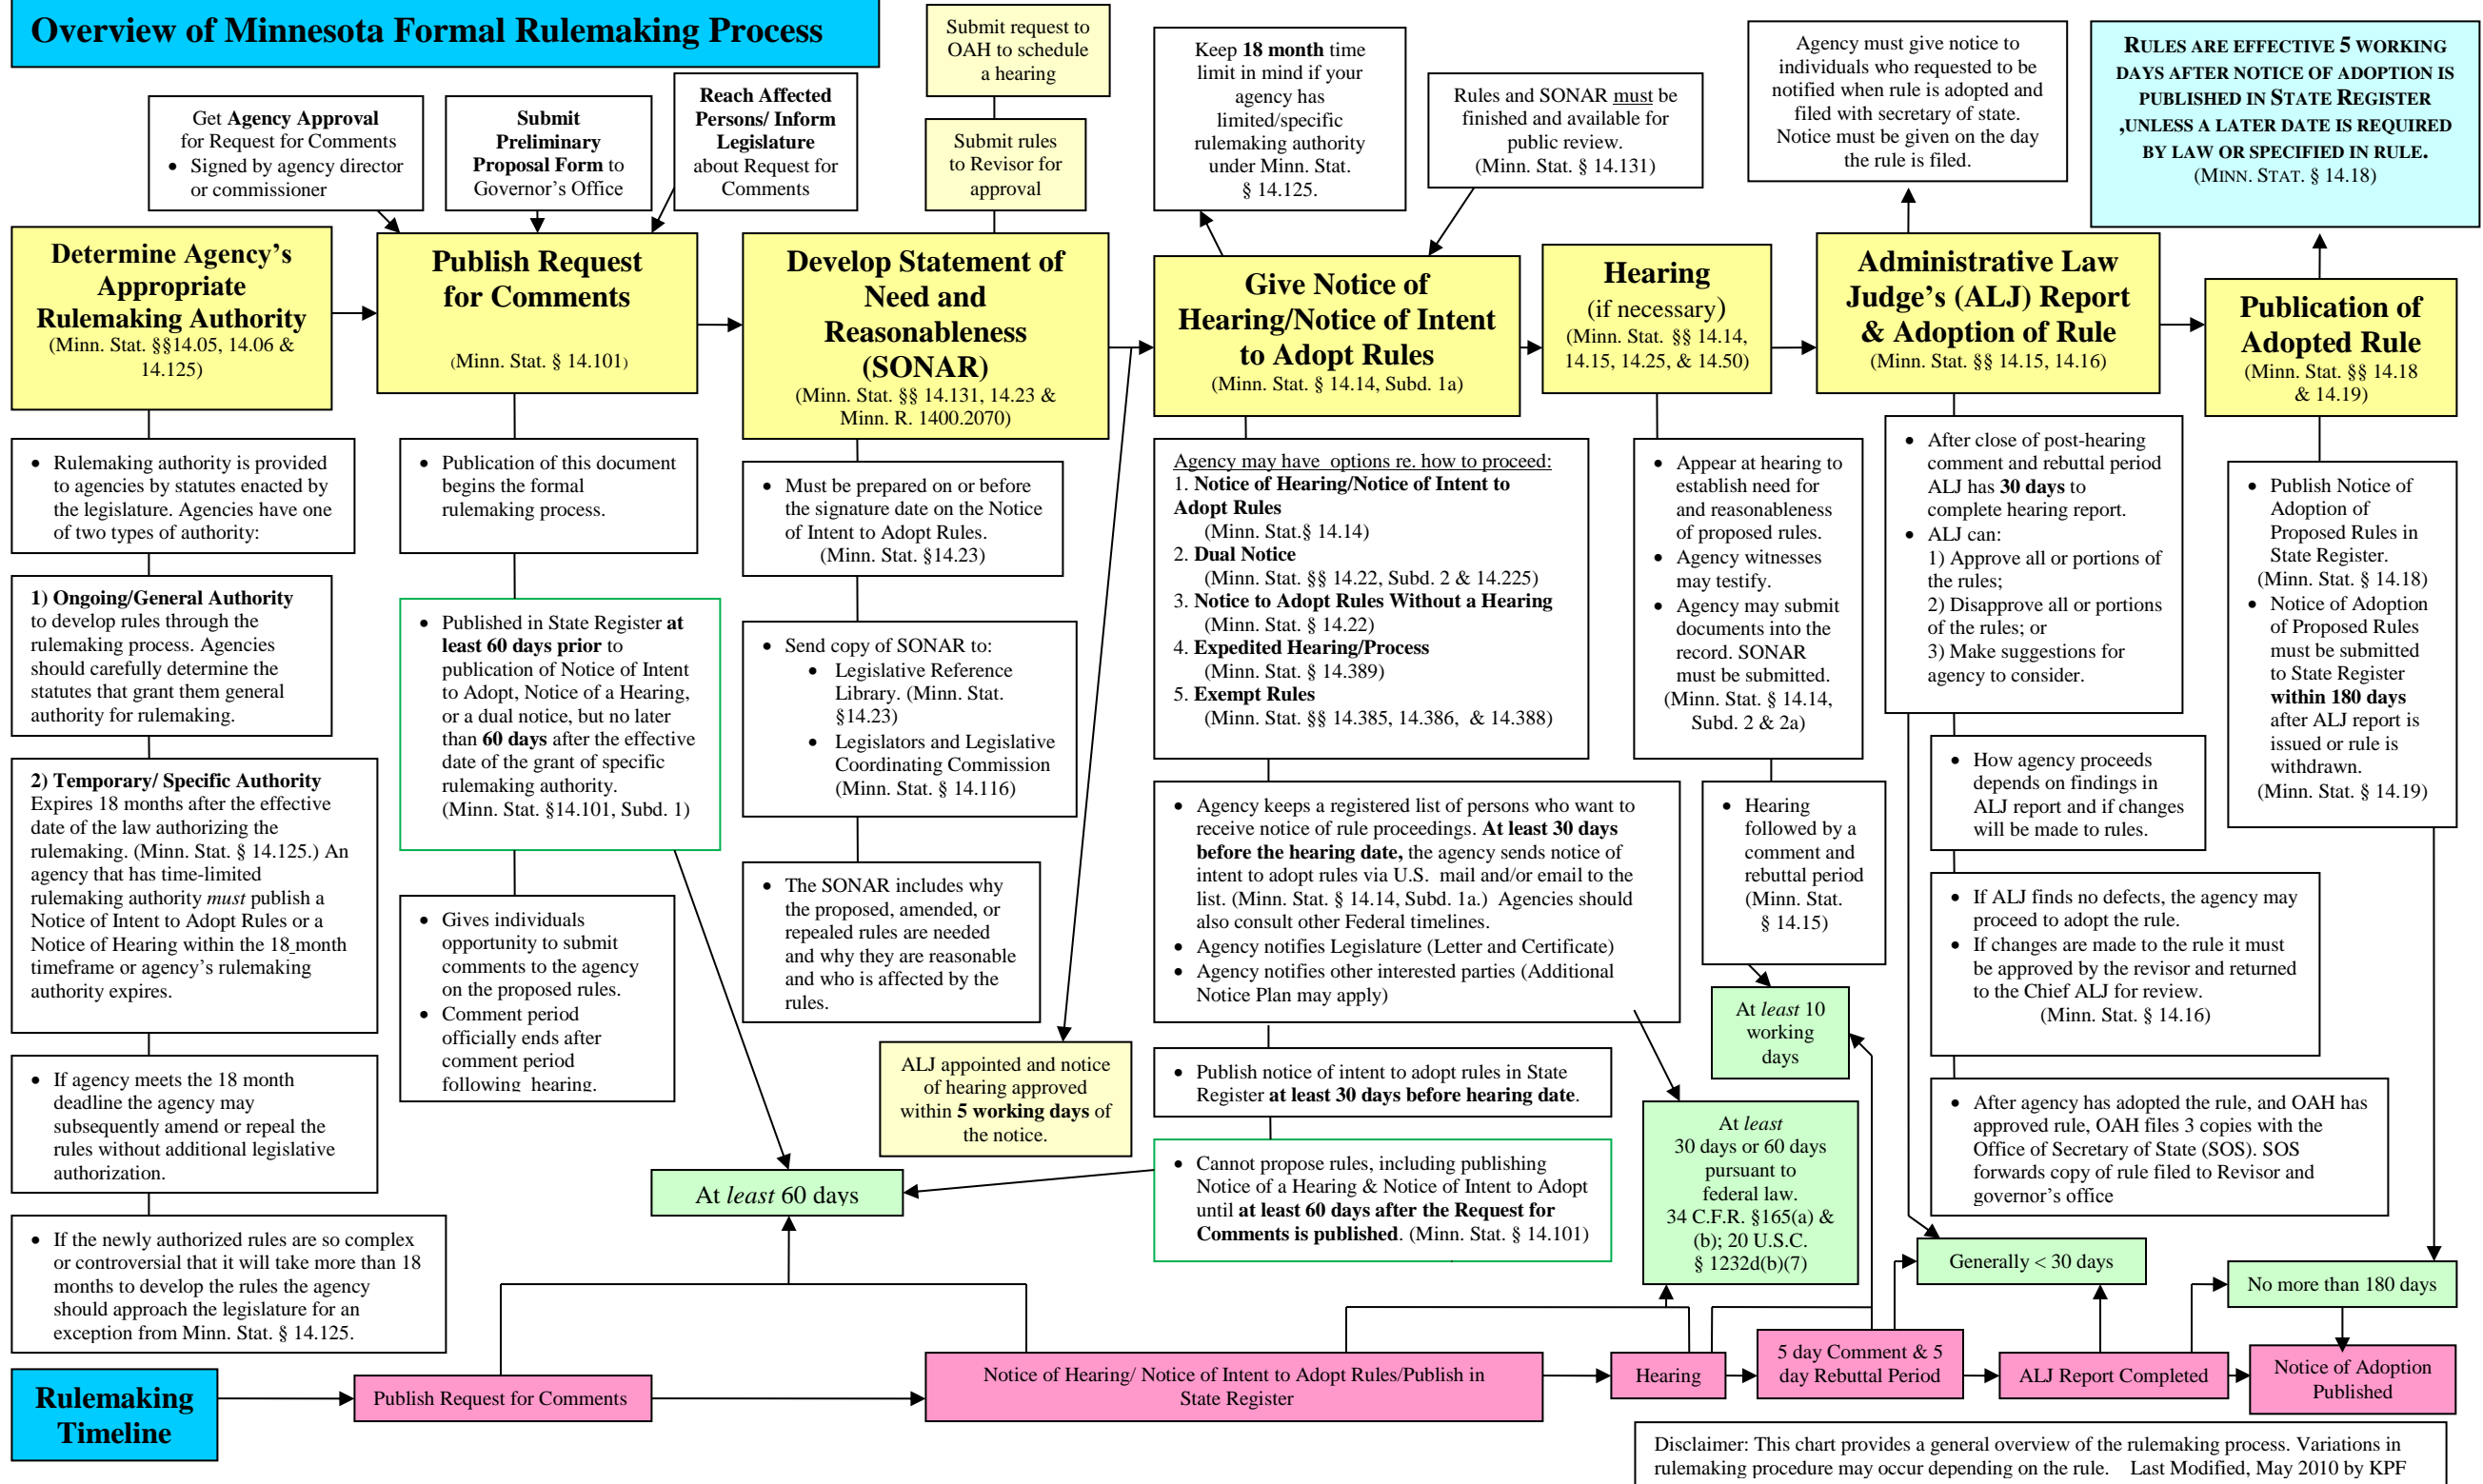 Overview of Minnesota Formal Rulemaking Process
Get Agency Approval
for Request for Comments
• Signed by agency director
or commissioner
Submit
Preliminary
Proposal Form to
Governor's Office
Reach Affected
Persons/ Inform
Legislature
about Request for
Comments
Submit request to
OAH to schedule
a hearing
Submit rules
to Revisor for
approval
Keep 18 month time
limit in mind if your
agency has
limited/specific
rulemaking authority
under Minn. Stat.
§ 14.125.
Rules and SONAR must be
finished and available for
public review.
(Minn. Stat. § 14.131)
Agency must give notice to
individuals who requested to be
notified when rule is adopted and
filed with secretary of state.
Notice must be given on the day
the rule is filed.
RULES ARE EFFECTIVE 5 WORKING
DAYS AFTER NOTICE OF ADOPTION IS
PUBLISHED IN STATE REGISTER
,UNLESS A LATER DATE IS REQUIRED
BY LAW OR SPECIFIED IN RULE.
(MINN. STAT. § 14.18)
Determine Agency's
Appropriate
Rulemaking Authority
(Minn. Stat. §§14.05, 14.06 &
14.125)
Publish Request
for Comments
(Minn. Stat. § 14.101)
Develop Statement of
Need and
Reasonableness
(SONAR)
(Minn. Stat. §§ 14.131, 14.23 &
Minn. R. 1400.2070)
Give Notice of
Hearing/Notice of Intent
to Adopt Rules
(Minn. Stat. § 14.14, Subd. 1a)
Hearing
(if necessary)
(Minn. Stat. §§ 14.14,
14.15, 14.25, & 14.50)
Administrative Law
Judge's (ALJ) Report
& Adoption of Rule
(Minn. Stat. §§ 14.15, 14.16)
Publication of
Adopted Rule
(Minn. Stat. §§ 14.18
& 14.19)
• Rulemaking authority is provided
to agencies by statutes enacted by
the legislature. Agencies have one
of two types of authority:
1) Ongoing/General Authority
to develop rules through the
rulemaking process. Agencies
should carefully determine the
statutes that grant them general
authority for rulemaking.
2) Temporary/ Specific Authority
Expires 18 months after the effective
date of the law authorizing the
rulemaking. (Minn. Stat. § 14.125.) An
agency that has time-limited
rulemaking authority must publish a
Notice of Intent to Adopt Rules or a
Notice of Hearing within the 18 month
timeframe or agency's rulemaking
authority expires.
• If agency meets the 18 month
deadline the agency may
subsequently amend or repeal the
rules without additional legislative
authorization.
• If the newly authorized rules are so complex
or controversial that it will take more than 18
months to develop the rules the agency
should approach the legislature for an
exception from Minn. Stat. § 14.125.
• Publication of this document
begins the formal
rulemaking process.
• Published in State Register at
least 60 days prior to
publication of Notice of Intent
to Adopt, Notice of a Hearing,
or a dual notice, but no later
than 60 days after the effective
date of the grant of specific
rulemaking authority.
(Minn. Stat. §14.101, Subd. 1)
• Gives individuals
opportunity to submit
comments to the agency
on the proposed rules.
• Comment period
officially ends after
comment period
following hearing.
• Must be prepared on or before
the signature date on the Notice
of Intent to Adopt Rules.
(Minn. Stat. §14.23)
• Send copy of SONAR to:
• Legislative Reference
Library. (Minn. Stat.
§14.23)
• Legislators and Legislative
Coordinating Commission
(Minn. Stat. § 14.116)
• The SONAR includes why
the proposed, amended, or
repealed rules are needed
and why they are reasonable
and who is affected by the
rules.
ALJ appointed and notice
of hearing approved
within 5 working days of
the notice.
At least 60 days
Agency may have options re. how to proceed:
1. Notice of Hearing/Notice of Intent to
Adopt Rules
(Minn. Stat.§ 14.14)
2. Dual Notice
(Minn. Stat. §§ 14.22, Subd. 2 & 14.225)
3. Notice to Adopt Rules Without a Hearing
(Minn. Stat. § 14.22)
4. Expedited Hearing/Process
(Minn. Stat. § 14.389)
5. Exempt Rules
(Minn. Stat. §§ 14.385, 14.386, & 14.388)
• Agency keeps a registered list of persons who want to
receive notice of rule proceedings. At least 30 days
before the hearing date, the agency sends notice of
intent to adopt rules via U.S. mail and/or email to the
list. (Minn. Stat. § 14.14, Subd. 1a.) Agencies should
also consult other Federal timelines.
• Agency notifies Legislature (Letter and Certificate)
• Agency notifies other interested parties (Additional
Notice Plan may apply)
• Publish notice of intent to adopt rules in State
Register at least 30 days before hearing date.
• Cannot propose rules, including publishing
Notice of a Hearing & Notice of Intent to Adopt
until at least 60 days after the Request for
Comments is published. (Minn. Stat. § 14.101)
• Appear at hearing to
establish need for
and reasonableness
of proposed rules.
• Agency witnesses
may testify.
• Agency may submit
documents into the
record. SONAR
must be submitted.
(Minn. Stat. § 14.14,
Subd. 2 & 2a)
• Hearing
followed by a
comment and
rebuttal period
(Minn. Stat.
§ 14.15)
At least 10
working
days
At least
30 days or 60 days
pursuant to
federal law.
34 C.F.R. §165(a) &
(b); 20 U.S.C.
§ 1232d(b)(7)
• After close of post-hearing
comment and rebuttal period
ALJ has 30 days to
complete hearing report.
• ALJ can:
1) Approve all or portions of
the rules;
2) Disapprove all or portions
of the rules; or
3) Make suggestions for
agency to consider.
• How agency proceeds
depends on findings in
ALJ report and if changes
will be made to rules.
• If ALJ finds no defects, the agency may
proceed to adopt the rule.
• If changes are made to the rule it must
be approved by the revisor and returned
to the Chief ALJ for review.
(Minn. Stat. § 14.16)
• After agency has adopted the rule, and OAH has
approved rule, OAH files 3 copies with the
Office of Secretary of State (SOS). SOS
forwards copy of rule filed to Revisor and
governor's office
Generally < 30 days
• Publish Notice of
Adoption of
Proposed Rules in
State Register.
(Minn. Stat. § 14.18)
• Notice of Adoption
of Proposed Rules
must be submitted
to State Register
within 180 days
after ALJ report is
issued or rule is
withdrawn.
(Minn. Stat. § 14.19)
No more than 180 days
Rulemaking
Timeline
Publish Request for Comments
Notice of Hearing/ Notice of Intent to Adopt Rules/Publish in
State Register
Hearing
5 day Comment & 5
day Rebuttal Period
ALJ Report Completed
Notice of Adoption
Published
Disclaimer: This chart provides a general overview of the rulemaking process. Variations in
rulemaking procedure may occur depending on the rule. Last Modified, May 2010 by KPF